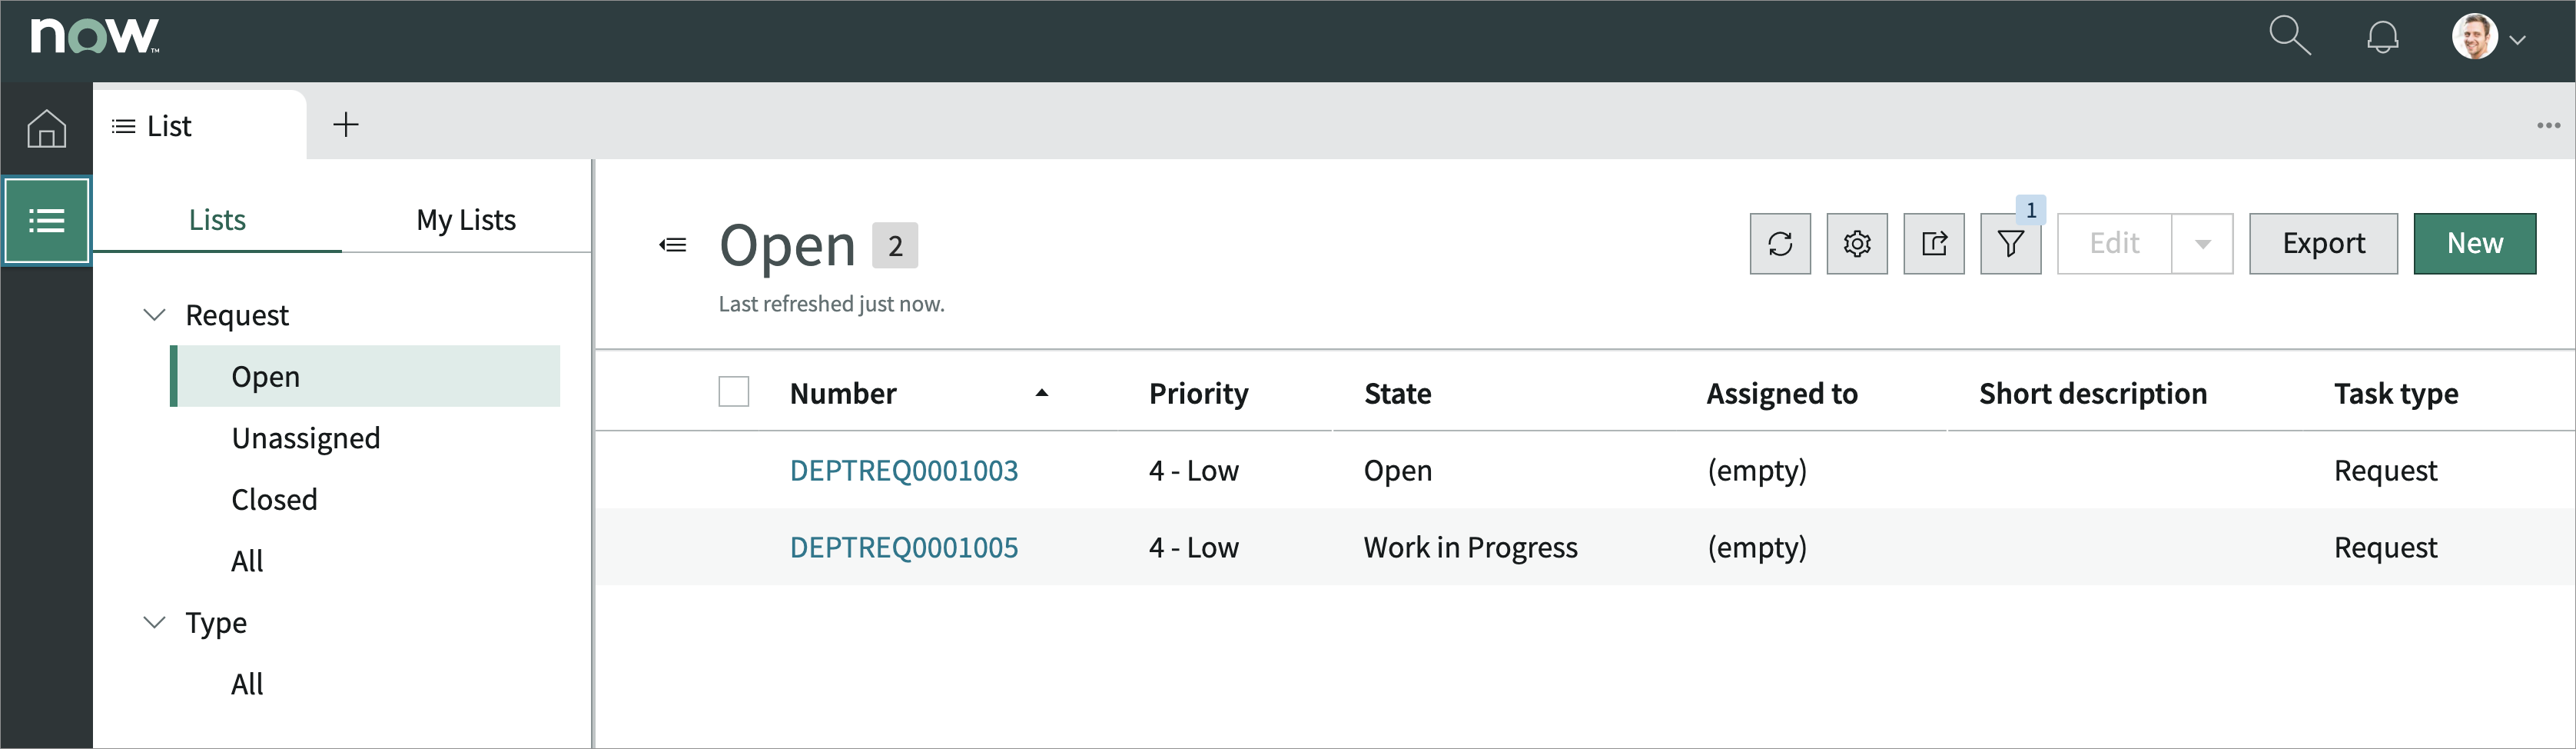 now™
List
Lists
My Lists
Request
Open
Unassigned
Closed
All
Type
All
Open 2
Last refreshed just now.
1
Edit
Export
New
Number Priority State Assigned to Short description Task type
DEPTREQ0001003 4 - Low Open (empty) Request
DEPTREQ0001005 4 - Low Work in Progress (empty) Request